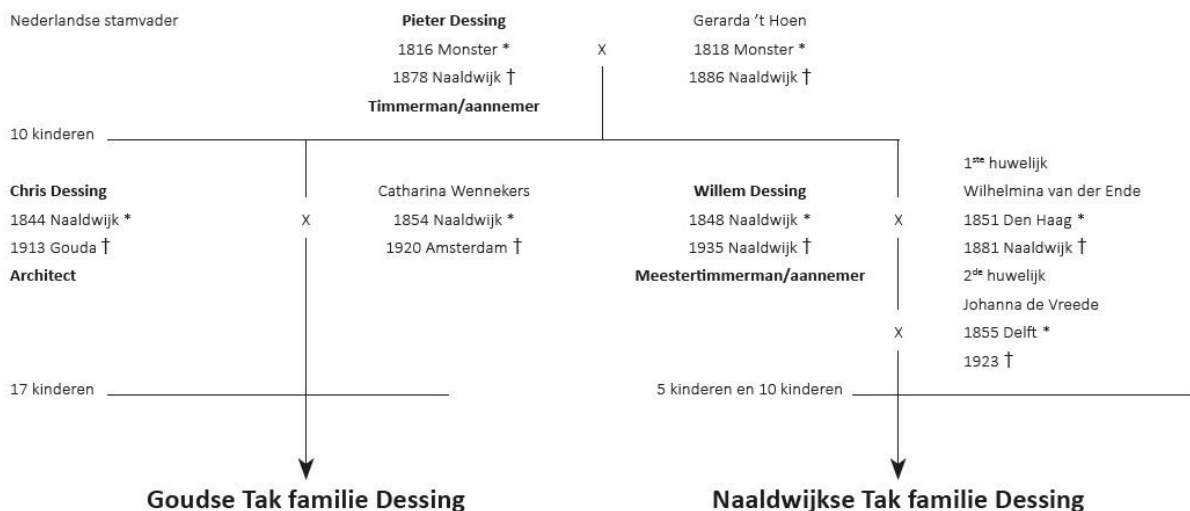 Nederlandse stamvader
Pieter Dessing
1816 Monster *
1878 Naaldwijk †
Timmerman/aannemer
X
Gerarda 't Hoen
1818 Monster *
1886 Naaldwijk †
10 kinderen
Chris Dessing
1844 Naaldwijk *
1913 Gouda †
Architect
X
Catharina Wennekers
1854 Naaldwijk *
1920 Amsterdam †
Willem Dessing
1848 Naaldwijk *
1935 Naaldwijk †
Meestertimmerman/aannemer
X
1ste huwelijk
Wilhelmina van der Ende
1851 Den Haag *
1881 Naaldwijk †
2de huwelijk
X
Johanna de Vreede
1855 Delft *
1923 †
17 kinderen
5 kinderen en 10 kinderen
Goudse Tak familie Dessing
Naaldwijkse Tak familie Dessing